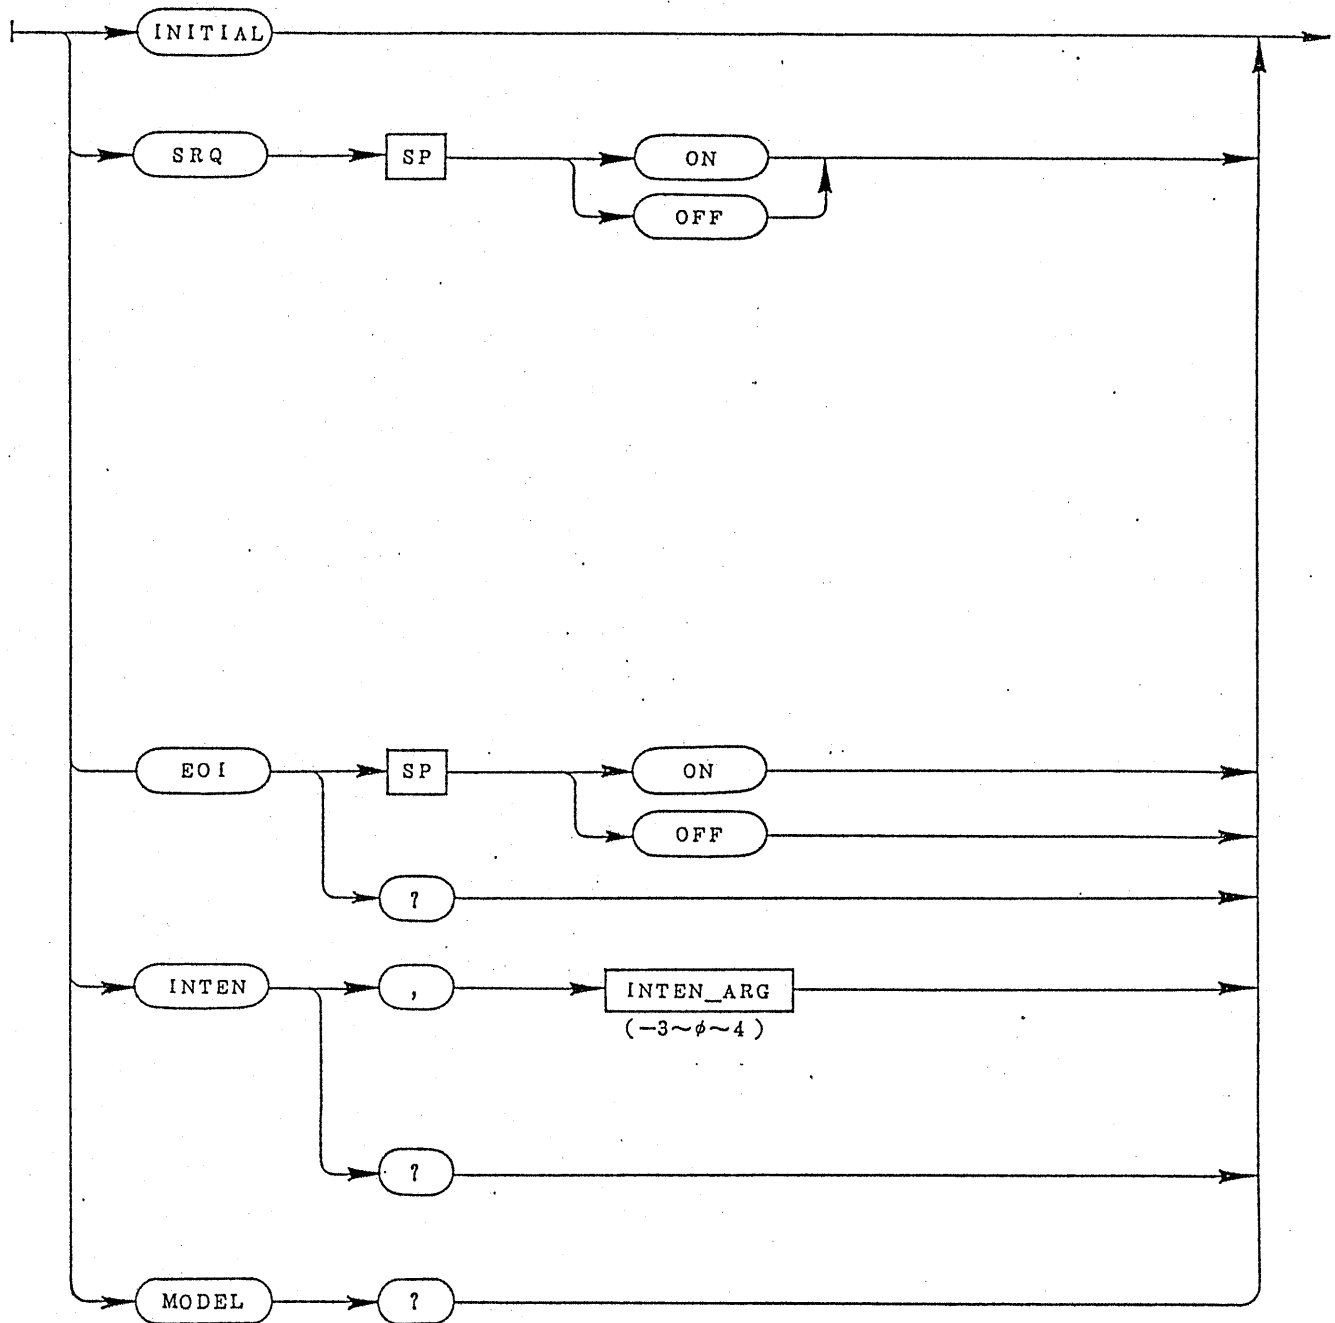 INITIAL
SRQ SP ON
OFF
EOI SP ON
OFF
?
INTEN , INTEN_ARG
(-3~φ~4)
?
MODEL ?